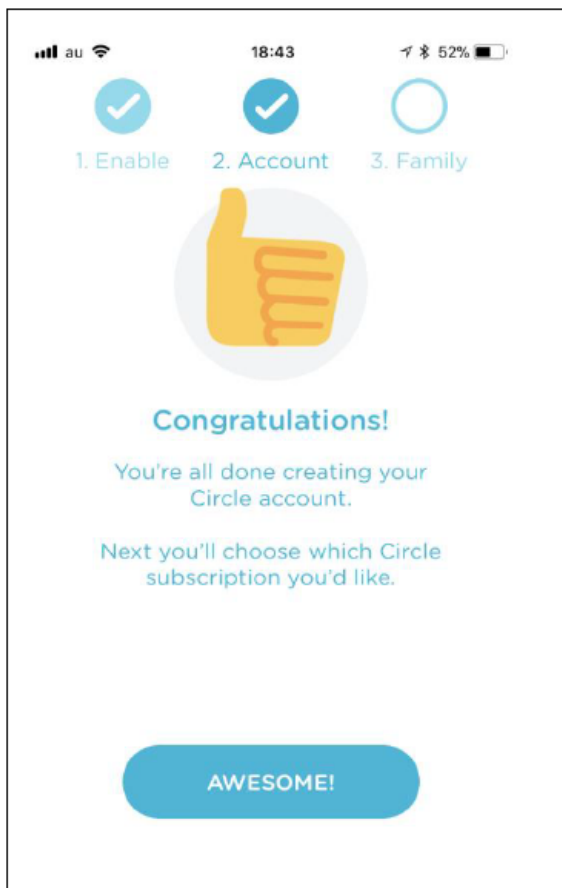 au 18:43 52%
1. Enable 2. Account 3. Family
Congratulations!
You're all done creating your
Circle account.
Next you'll choose which Circle
subscription you'd like.
AWESOME!